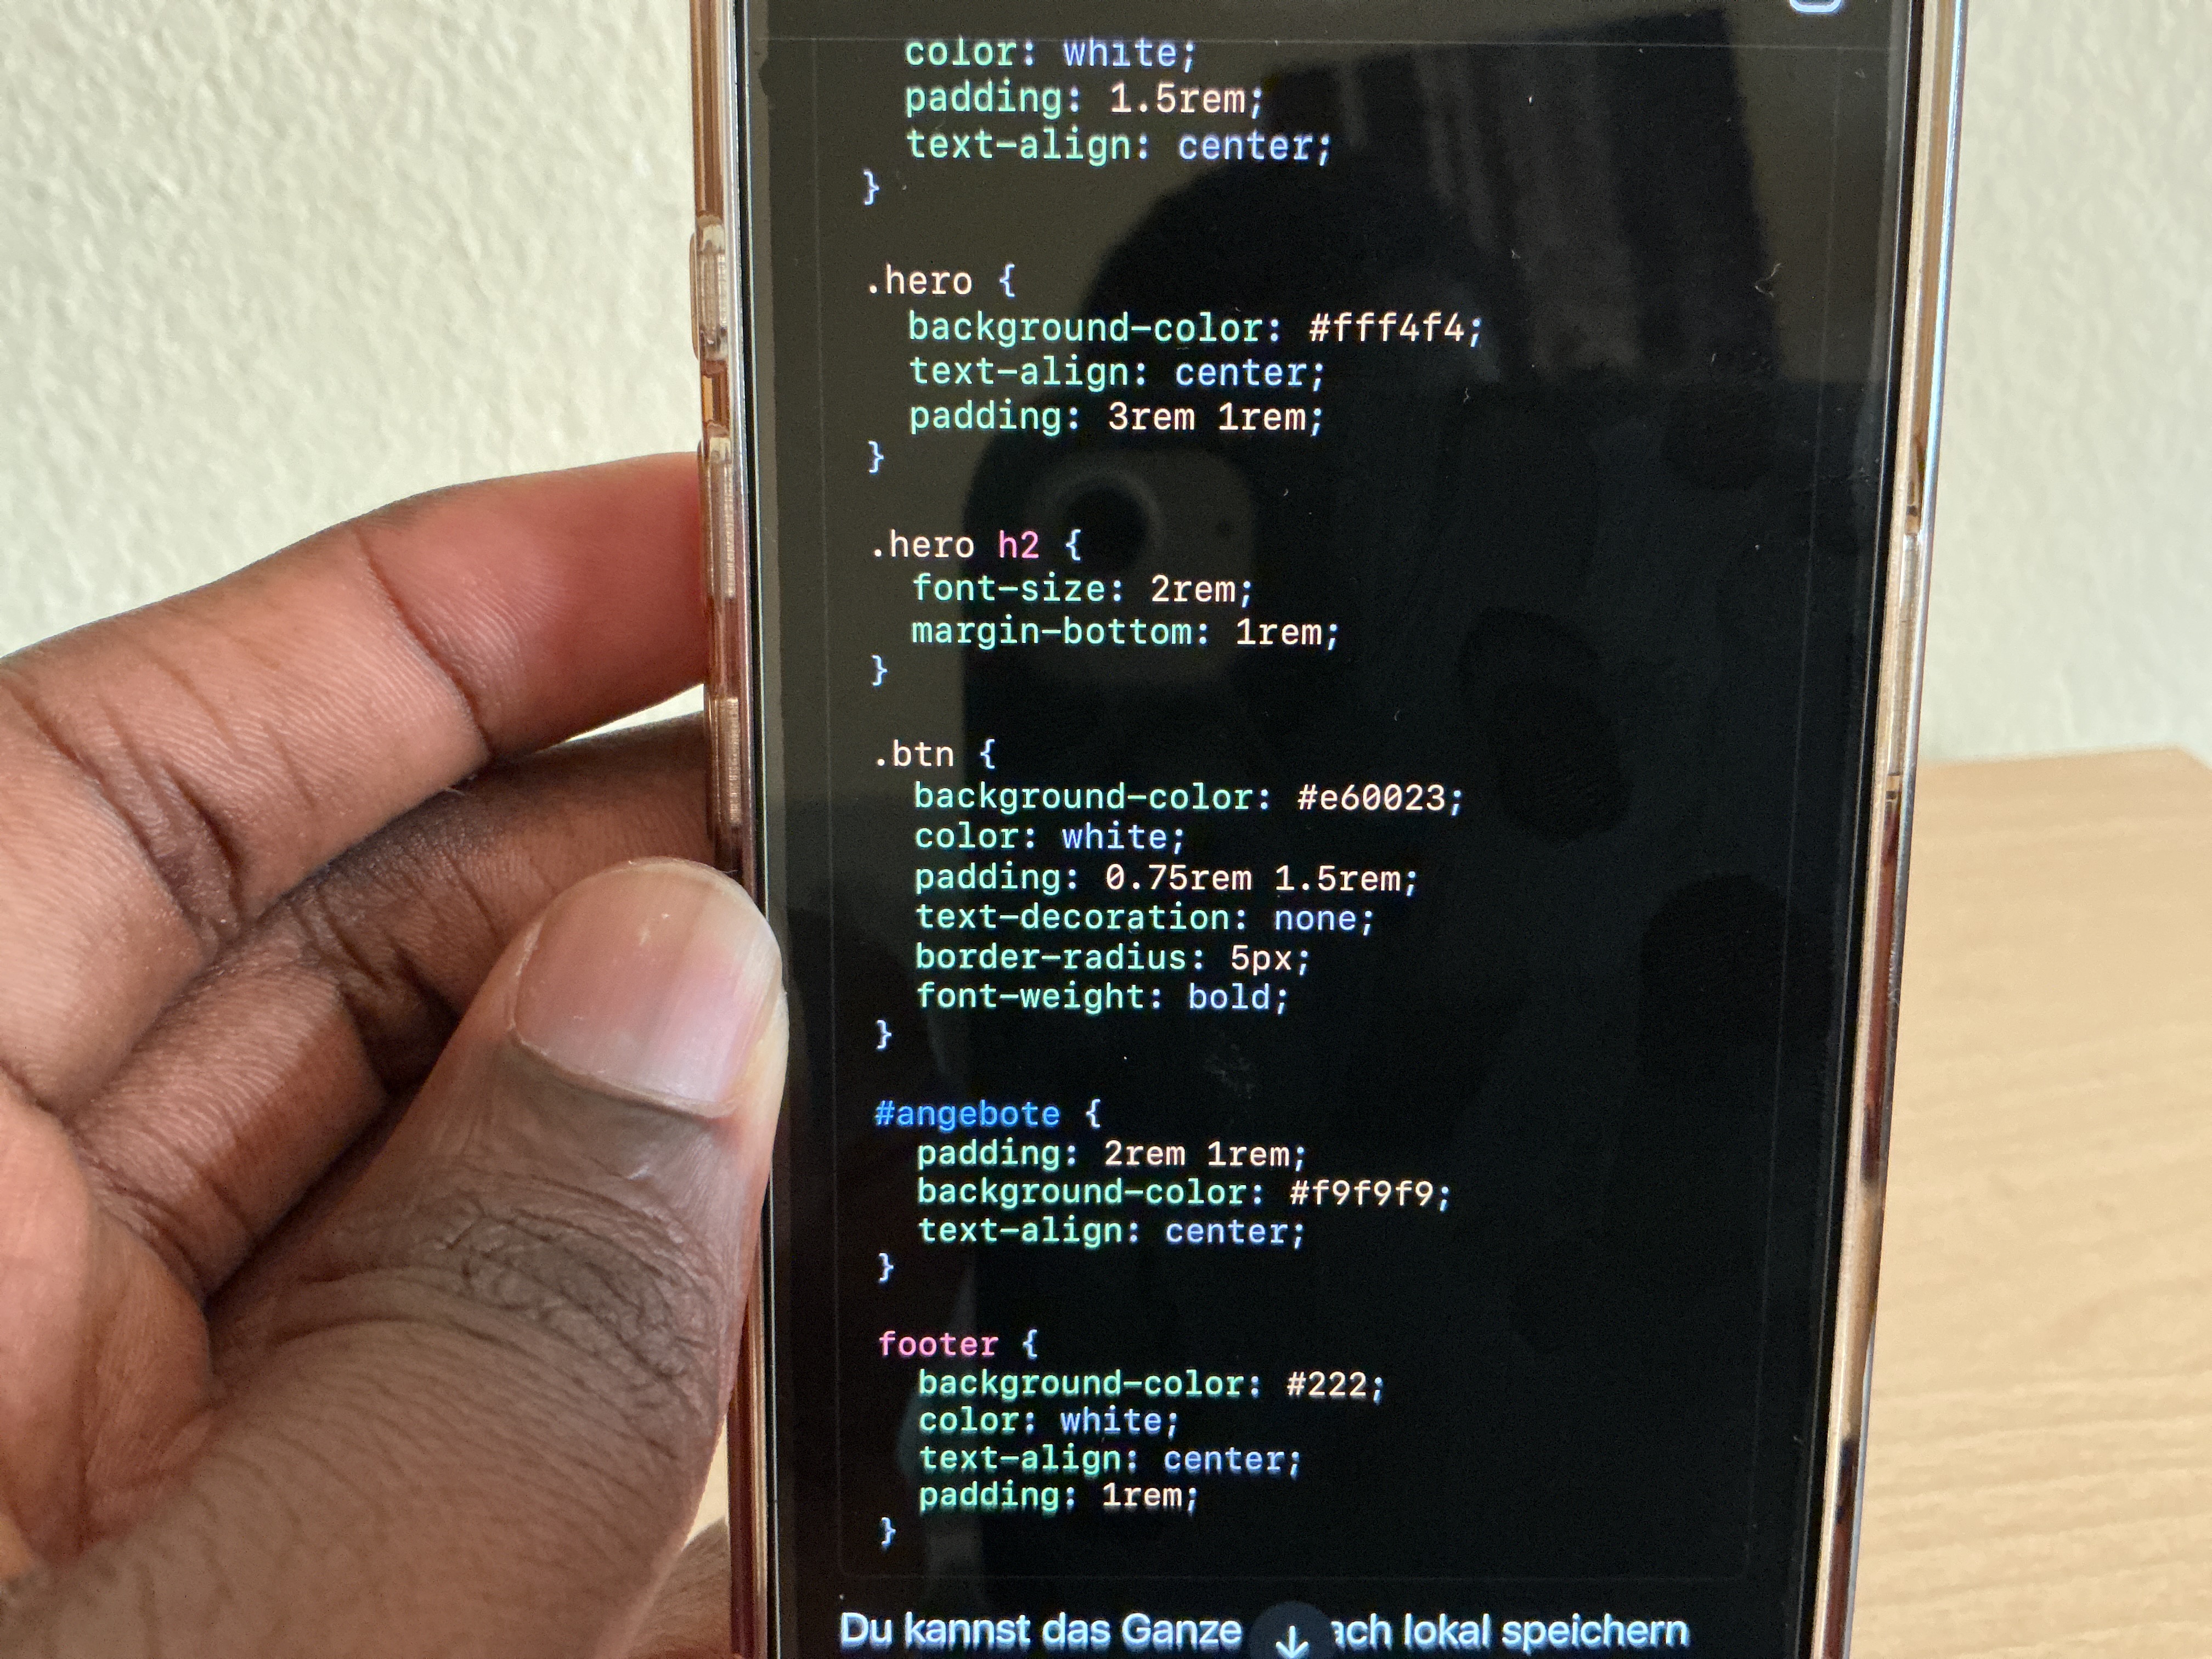 color: white;
padding: 1.5rem;
text-align: center;
}
.hero {
background-color: #fff4f4;
text-align: center;
padding: 3rem 1rem;
}
.hero h2 {
font-size: 2rem;
margin-bottom: 1rem;
}
.btn {
background-color: #e60023;
color: white;
padding: 0.75rem 1.5rem;
text-decoration: none;
border-radius: 5px;
font-weight: bold;
}
#angebote {
padding: 2rem 1rem;
background-color: #f9f9f9;
text-align: center;
}
footer {
background-color: #222;
color: white;
text-align: center;
padding: 1rem;
}
Du kannst das Ganze lokal speichern